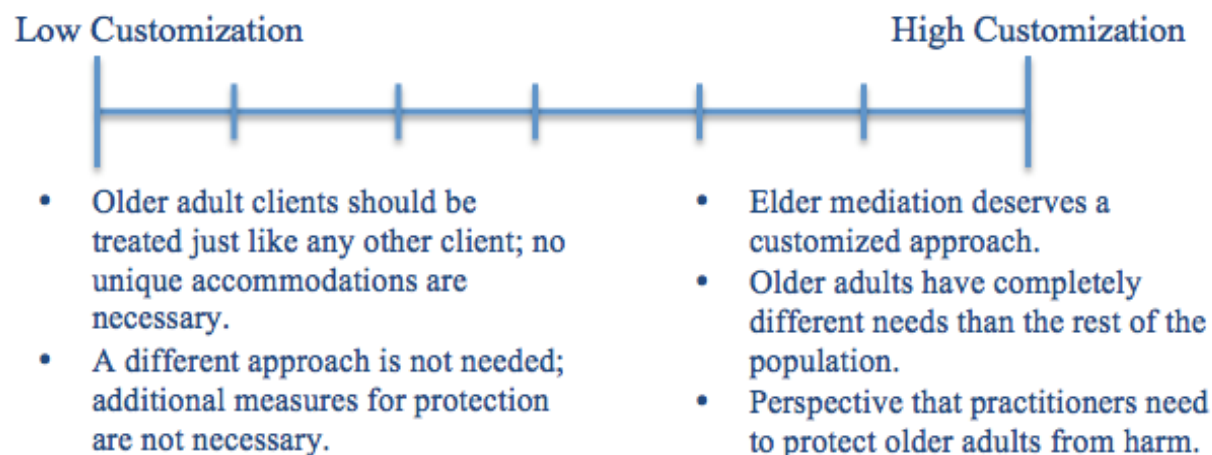 Low Customization
High Customization
• Older adult clients should be
treated just like any other client; no
unique accommodations are
necessary.
• A different approach is not needed;
additional measures for protection
are not necessary.
• Elder mediation deserves a
customized approach.
• Older adults have completely
different needs than the rest of the
population.
• Perspective that practitioners need
to protect older adults from harm.